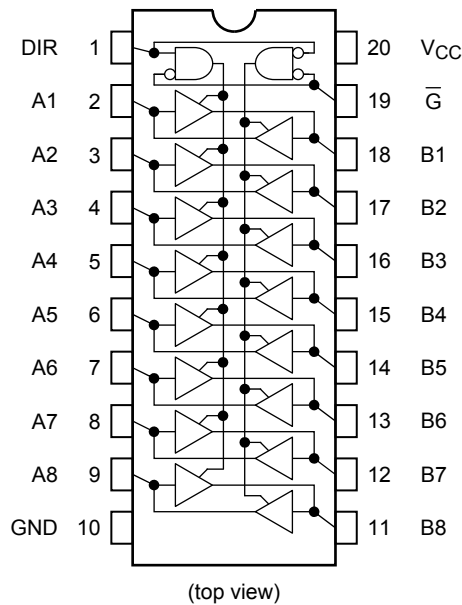 DIR 1 20 VCC
A1 2 19 G̅
A2 3 18 B1
A3 4 17 B2
A4 5 16 B3
A5 6 15 B4
A6 7 14 B5
A7 8 13 B6
A8 9 12 B7
GND 10 11 B8
(top view)